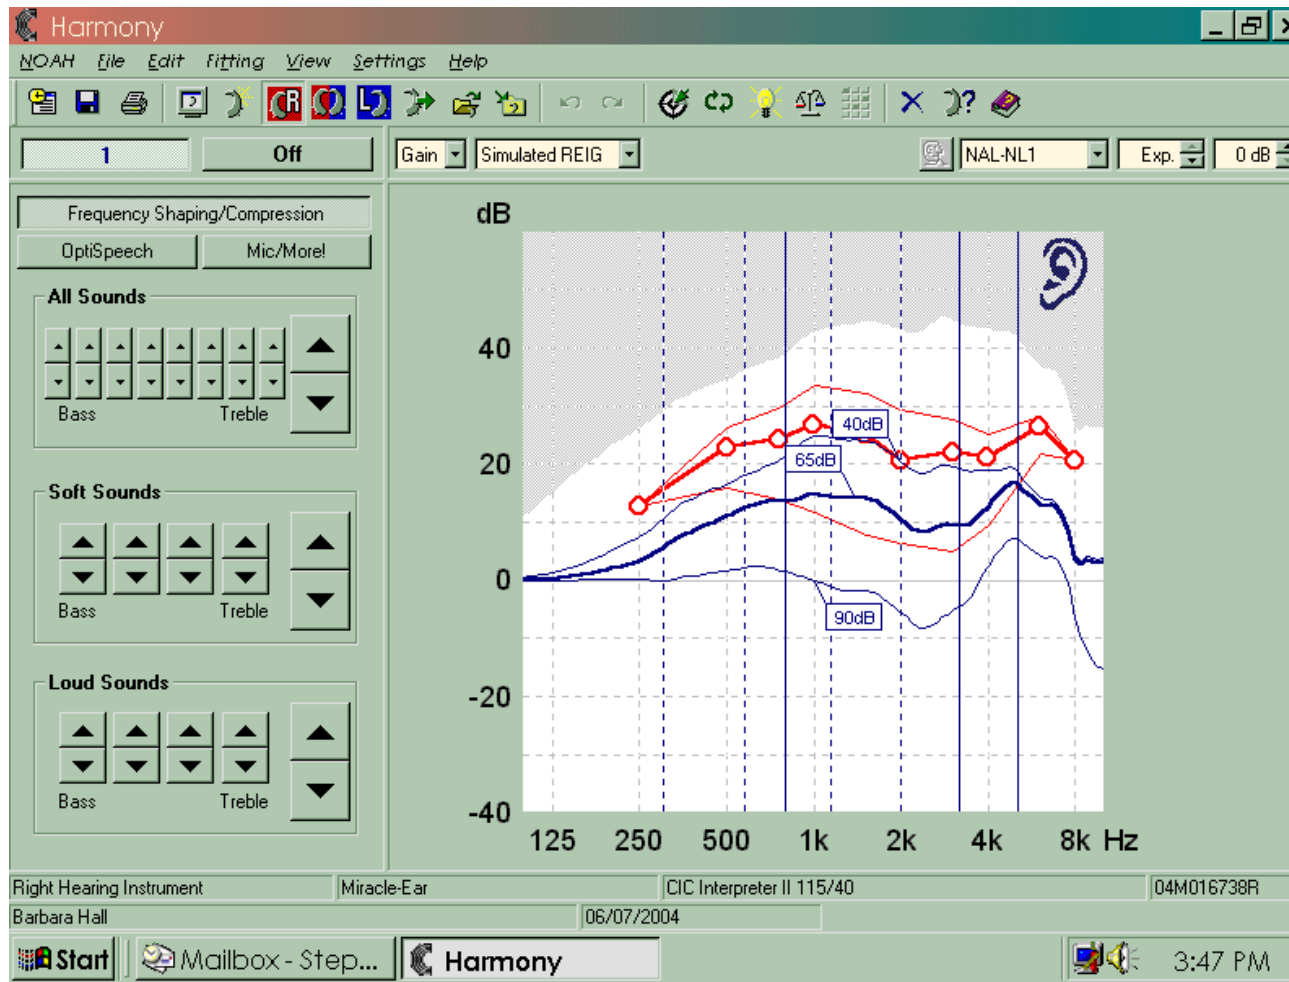 Harmony
NOAH File Edit Fitting View Settings Help
1 Off Gain Simulated REIG NAL-NL1 Exp. 0 dB
Frequency Shaping/Compression
OptiSpeech Mic/More!
All Sounds
Bass Treble
Soft Sounds
Bass Treble
Loud Sounds
Bass Treble
dB
40
40dB
65dB
20
0
90dB
-20
-40
125 250 500 1k 2k 4k 8k Hz
Right Hearing Instrument Miracle-Ear CIC Interpreter II 115/40 04M016738R
Barbara Hall 06/07/2004
Start Mailbox - Step... Harmony 3:47 PM